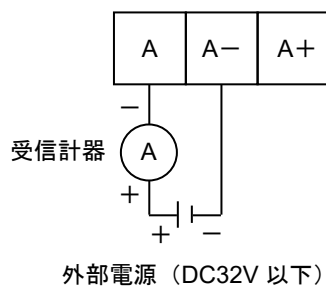 A A− A+
−
受信計器 A
+
+ −
外部電源（DC32V 以下）